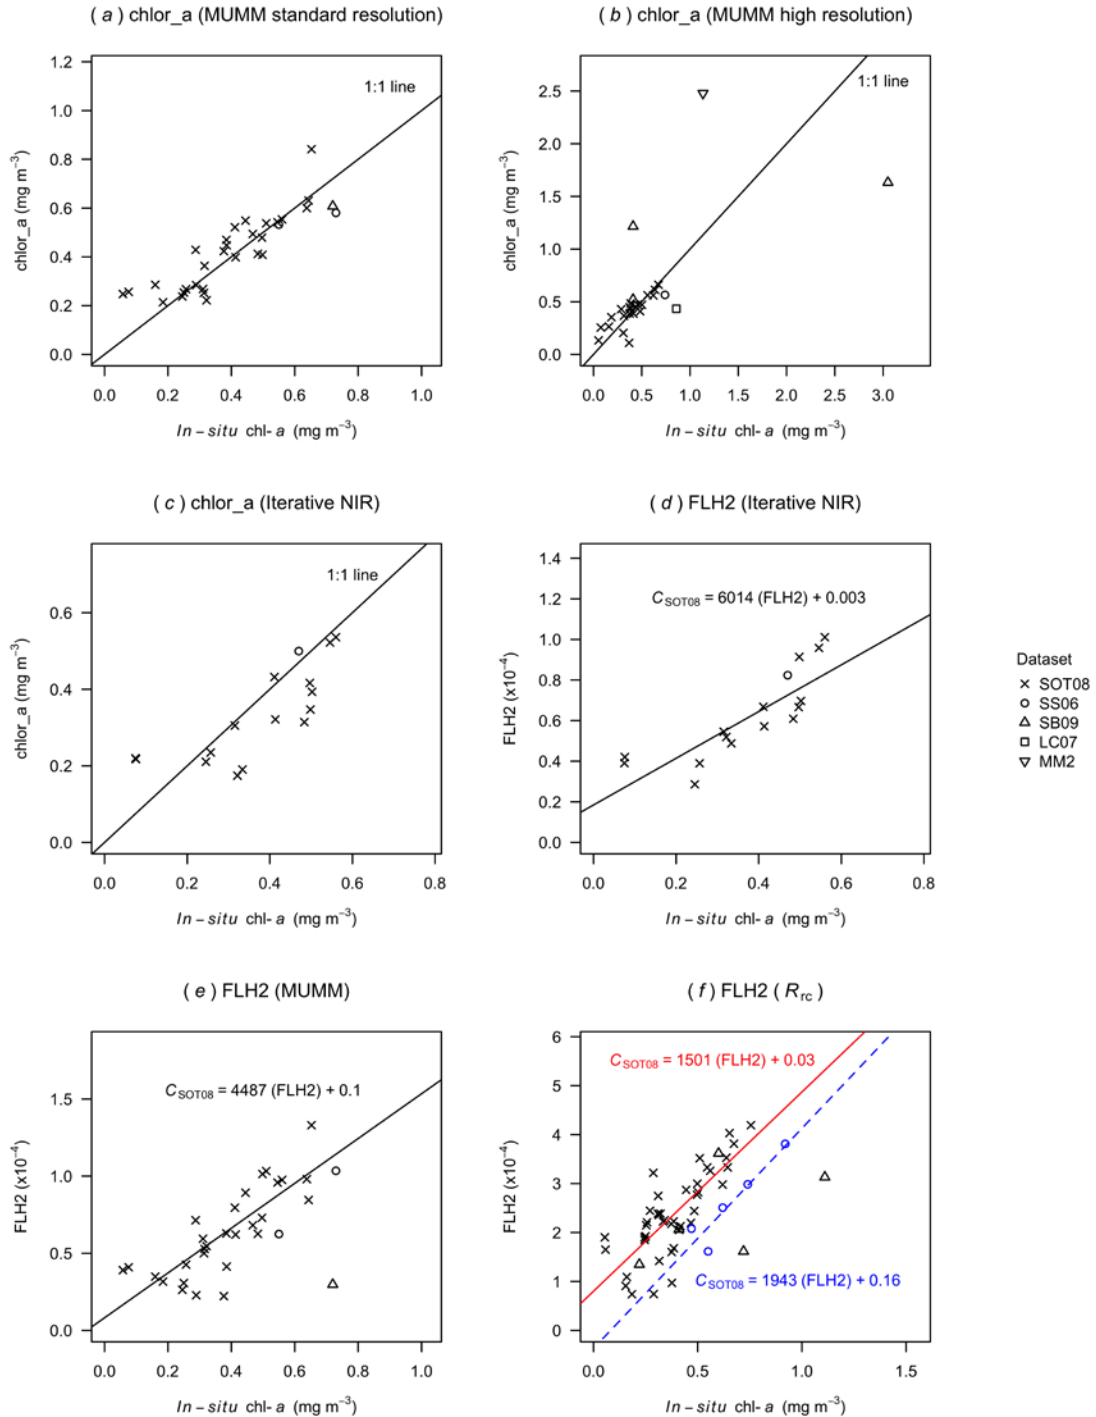 ( a ) chlor_a (MUMM standard resolution)
1:1 line
chlor_a (mg m⁻³)
1.2
1.0
0.8
0.6
0.4
0.2
0.0
0.0 0.2 0.4 0.6 0.8 1.0
In – situ chl- a (mg m⁻³)
( b ) chlor_a (MUMM high resolution)
1:1 line
chlor_a (mg m⁻³)
2.5
2.0
1.5
1.0
0.5
0.0
0.0 0.5 1.0 1.5 2.0 2.5 3.0
In – situ chl- a (mg m⁻³)
( c ) chlor_a (Iterative NIR)
1:1 line
chlor_a (mg m⁻³)
0.6
0.4
0.2
0.0
0.0 0.2 0.4 0.6 0.8
In – situ chl- a (mg m⁻³)
( d ) FLH2 (Iterative NIR)
C_SOT08 = 6014 (FLH2) + 0.003
FLH2 (x10⁻⁴)
1.4
1.2
1.0
0.8
0.6
0.4
0.2
0.0
0.0 0.2 0.4 0.6 0.8
In – situ chl- a (mg m⁻³)
Dataset
SOT08
SS06
SB09
LC07
MM2
( e ) FLH2 (MUMM)
C_SOT08 = 4487 (FLH2) + 0.1
FLH2 (x10⁻⁴)
1.5
1.0
0.5
0.0
0.0 0.2 0.4 0.6 0.8 1.0
In – situ chl- a (mg m⁻³)
( f ) FLH2 ( R_rc )
C_SOT08 = 1501 (FLH2) + 0.03
C_SOT08 = 1943 (FLH2) + 0.16
FLH2 (x10⁻⁴)
6
5
4
3
2
1
0
0.0 0.5 1.0 1.5
In – situ chl- a (mg m⁻³)